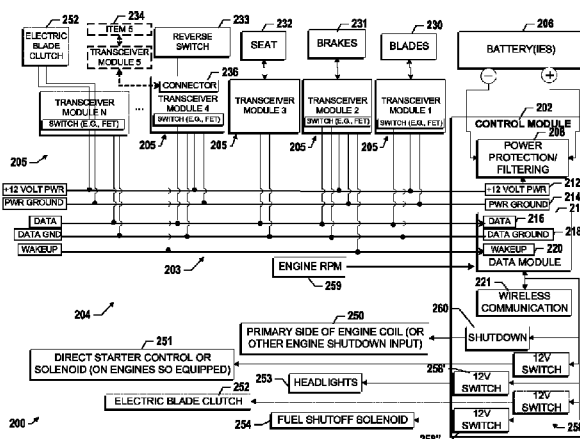 252
ELECTRIC
BLADE
CLUTCH
234
ITEM 5
TRANSCEIVER
MODULE 5
233
REVERSE
SWITCH
232
SEAT
231
BRAKES
230
BLADES
206
BATTERY(IES)
CONNECTOR
236
TRANSCEIVER
MODULE N
SWITCH (E.G., FET)
...
TRANSCEIVER
MODULE 4
SWITCH (E.G., FET)
TRANSCEIVER
MODULE 3
TRANSCEIVER
MODULE 2
SWITCH (E.G., FET)
TRANSCEIVER
MODULE 1
SWITCH (E.G., FET)
205
205
205
205
205
202
CONTROL MODULE
208
POWER
PROTECTION/
FILTERING
+12 VOLT PWR
PWR GROUND
+12 VOLT PWR
212
PWR GROUND
214
DATA
DATA GND
WAKEUP
DATA
216
DATA GROUND
218
WAKEUP
220
DATA MODULE
203
ENGINE RPM
259
221
WIRELESS
COMMUNICATION
204
250
PRIMARY SIDE OF ENGINE COIL (OR
OTHER ENGINE SHUTDOWN INPUT)
260
SHUTDOWN
251
DIRECT STARTER CONTROL OR
SOLENOID (ON ENGINES SO EQUIPPED)
12V
SWITCH
258'
253
HEADLIGHTS
12V
SWITCH
252
ELECTRIC BLADE CLUTCH
12V
SWITCH
254
FUEL SHUTOFF SOLENOID
12V
SWITCH
200
258"